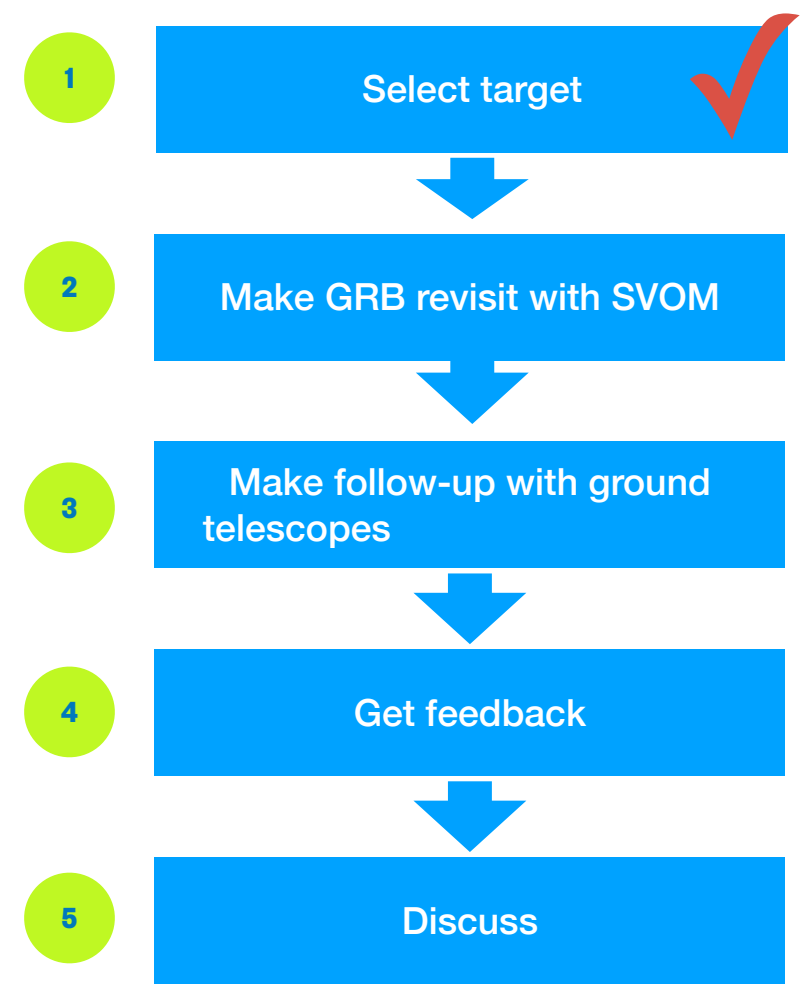 1
Select target
2
Make GRB revisit with SVOM
3
Make follow-up with ground
telescopes
4
Get feedback
5
Discuss